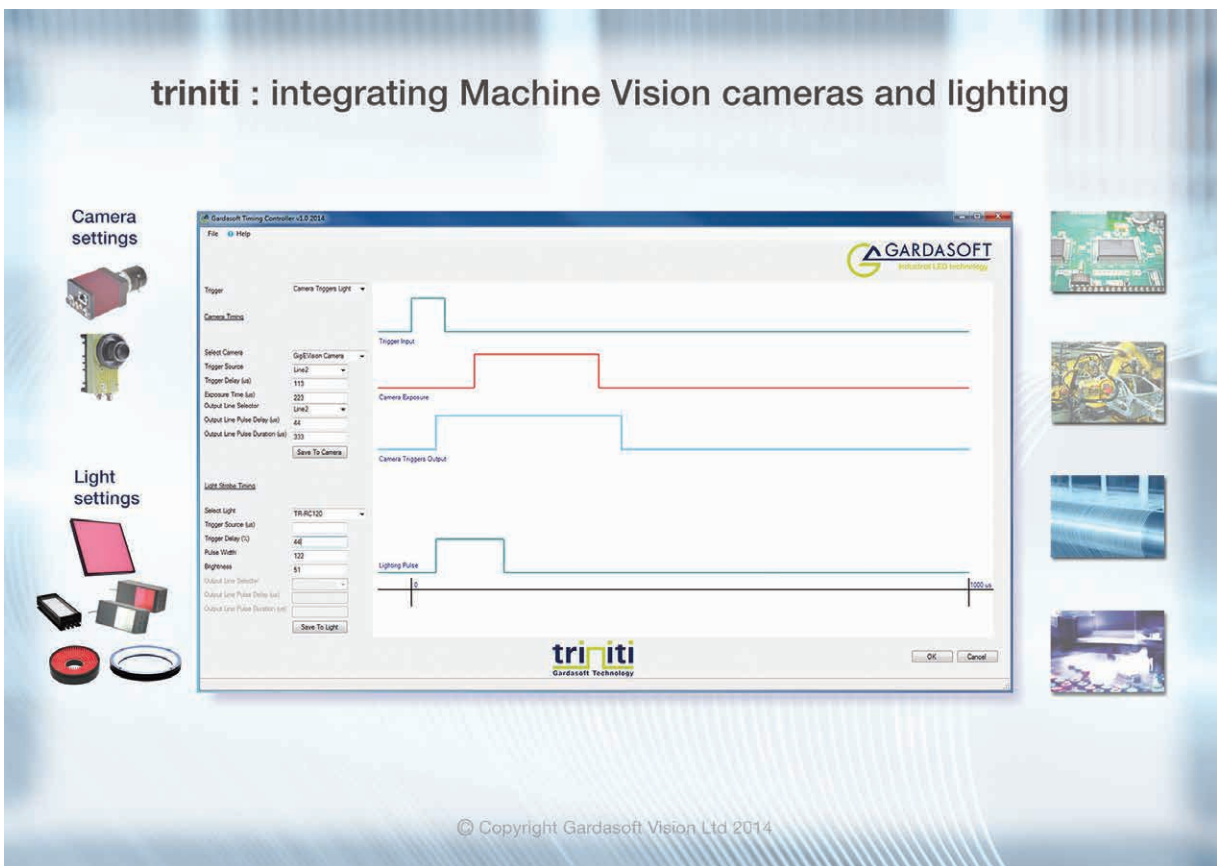 triniti : integrating Machine Vision cameras and lighting
Camera
settings
Gardasoft Timing Controller v1.0 2014
File Help
GARDASOFT
Industrial LED technology
Trigger
Camera Triggers Light
Camera Timing
Trigger Input
Select Camera
GigEVision Camera
Trigger Source
Line2
Trigger Delay (us)
115
Exposure Time (us)
223
Output Line Selector
Line2
Output Line Pulse Delay (us)
44
Output Line Pulse Duration (us)
333
Save To Camera
Camera Exposure
Camera Triggers Output
Light
settings
Light Strobe Timing
Select Light
TR-RC120
Trigger Source (us)
Trigger Delay (%)
44
Pulse Width
122
Brightness
51
Output Line Selector
Output Line Pulse Delay (us)
Output Line Pulse Duration (us)
Save To Light
Lighting Pulse
0
1000 us
triniti
Gardasoft Technology
OK
Cancel
© Copyright Gardasoft Vision Ltd 2014